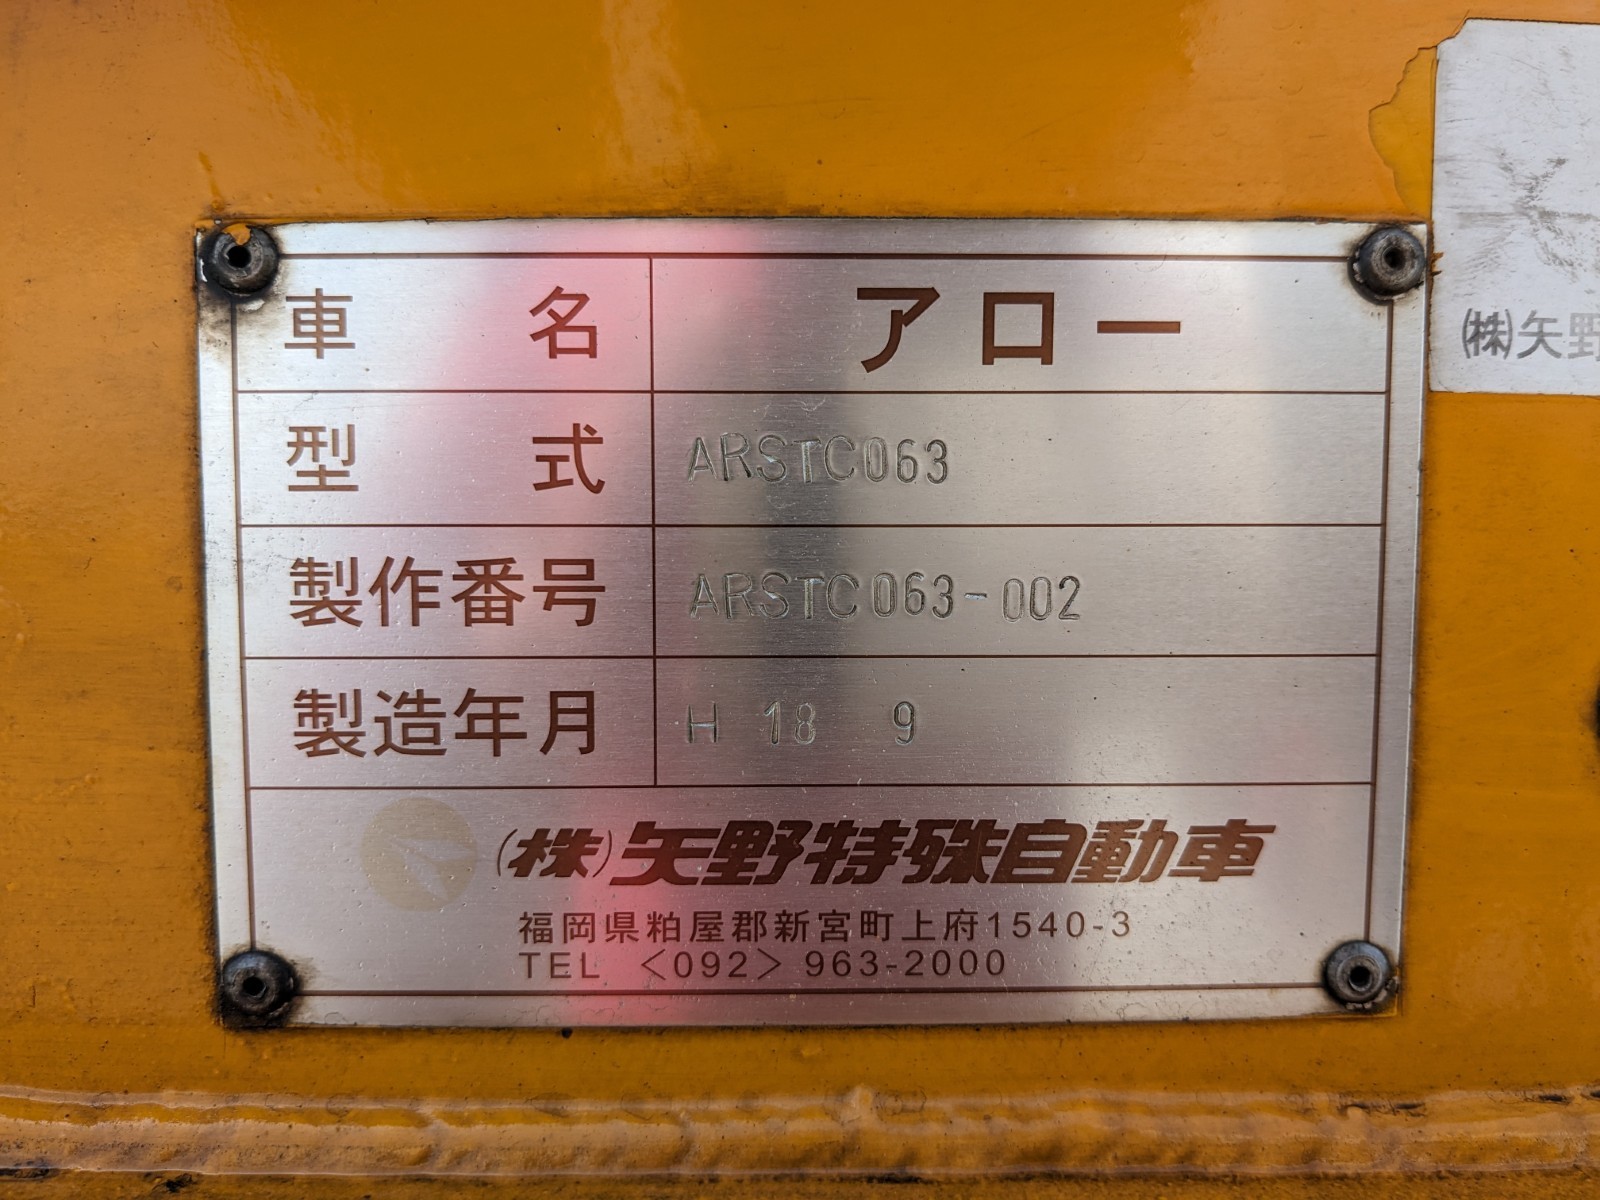 車名 アロー
型式 ARSTC063
製作番号 ARSTC063-002
製造年月 H 18 9
(株)矢野特殊自動車
福岡県粕屋郡新宮町上府1540-3
TEL <092> 963-2000
㈱矢野